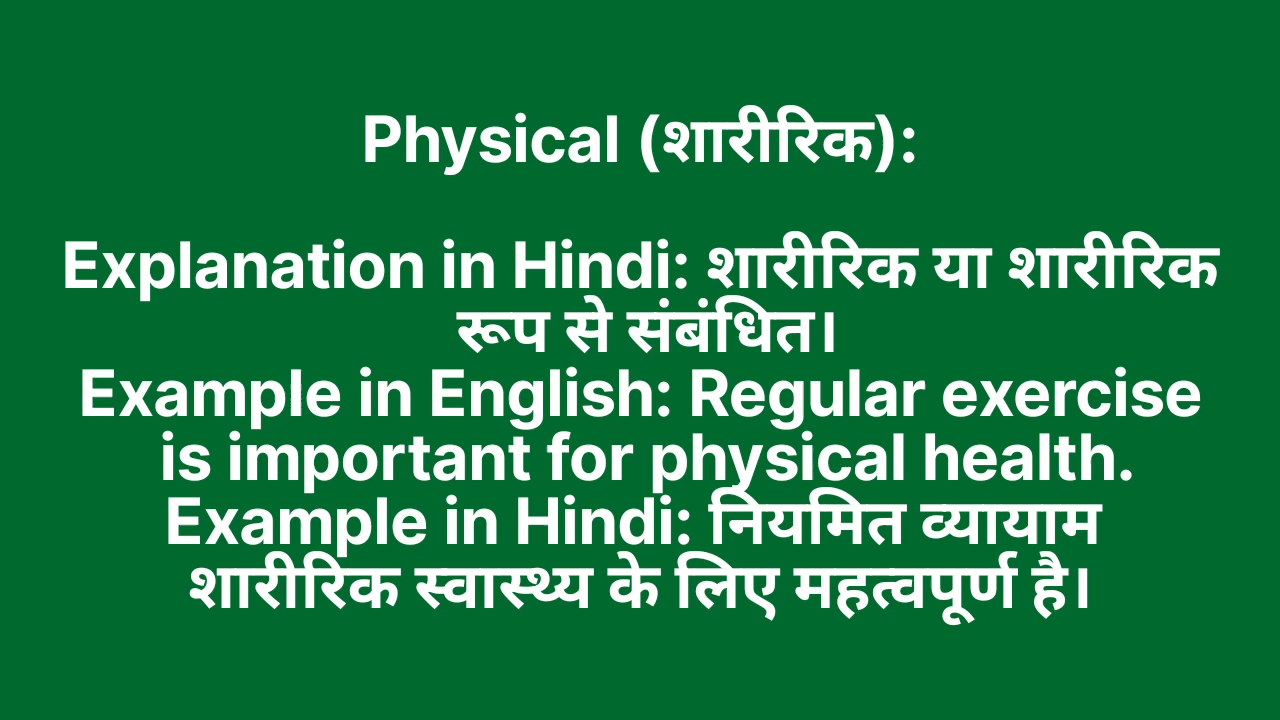 Physical (शारीरिक):
Explanation in Hindi: शारीरिक या शारीरिक
रूप से संबंधित।
Example in English: Regular exercise
is important for physical health.
Example in Hindi: नियमित व्यायाम
शारीरिक स्वास्थ्य के लिए महत्वपूर्ण है।